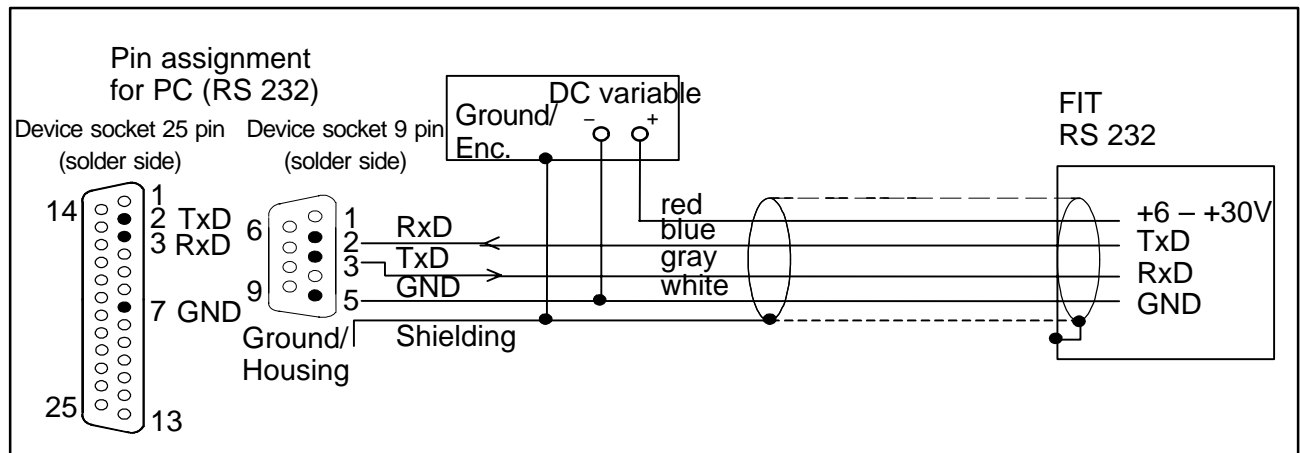 Pin assignment
for PC (RS 232)
Device socket 25 pin
(solder side)
14
1
2 TxD
3 RxD
7 GND
25
13
Device socket 9 pin
(solder side)
6
1
2
3
9
5
RxD
TxD
GND
Ground/
Housing
Shielding
DC variable
Ground/
Enc.
–
+
red
blue
gray
white
FIT
RS 232
+6 – +30V
TxD
RxD
GND